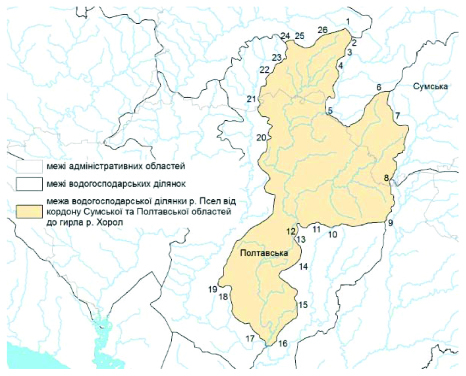 1
24 25 26
2
3
23
4
22
6
Сумська
21
5
7
20
межі адміністративних областей
8
межі водогосподарських ділянок
межа водогосподарської ділянки р. Псел від
кордону Сумської та Полтавської областей
до гирла р. Хорол
9
12 11 10
13
Полтавська
14
19
18
15
17
16